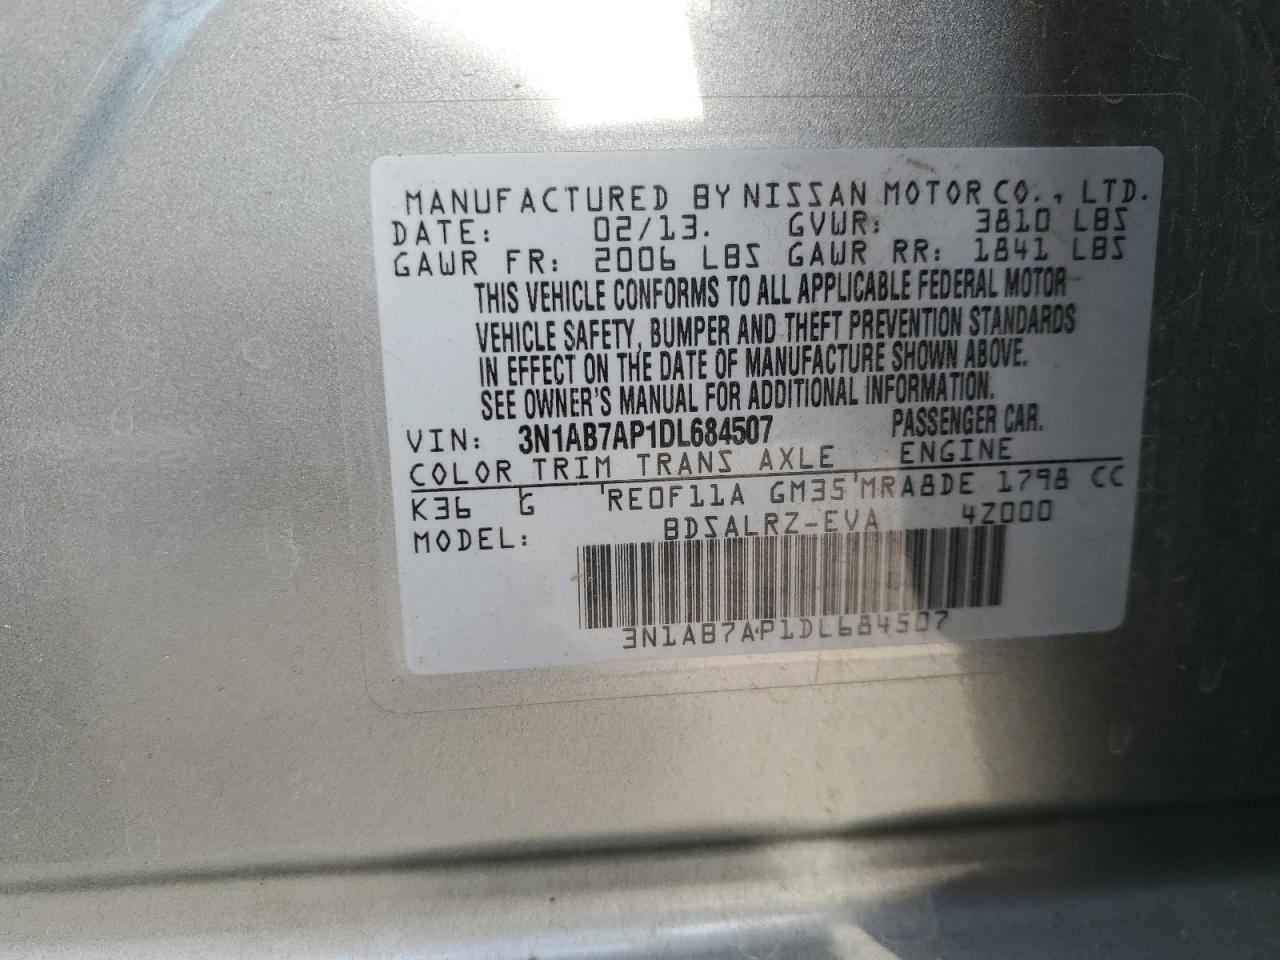 MANUFACTURED BY NISSAN MOTOR CO., LTD.
DATE: 02/13. GVWR: 3810 LBS
GAWR FR: 2006 LBS GAWR RR: 1841 LBS
THIS VEHICLE CONFORMS TO ALL APPLICABLE FEDERAL MOTOR
VEHICLE SAFETY, BUMPER AND THEFT PREVENTION STANDARDS
IN EFFECT ON THE DATE OF MANUFACTURE SHOWN ABOVE.
SEE OWNER'S MANUAL FOR ADDITIONAL INFORMATION.
VIN: 3N1AB7AP1DL684507 PASSENGER CAR.
COLOR TRIM TRANS AXLE ENGINE
K36 G RE0F11A GM35 MRA8DE 1798 CC
MODEL: BDSALRZ-EVA 4Z000
3N1AB7AP1DL684507